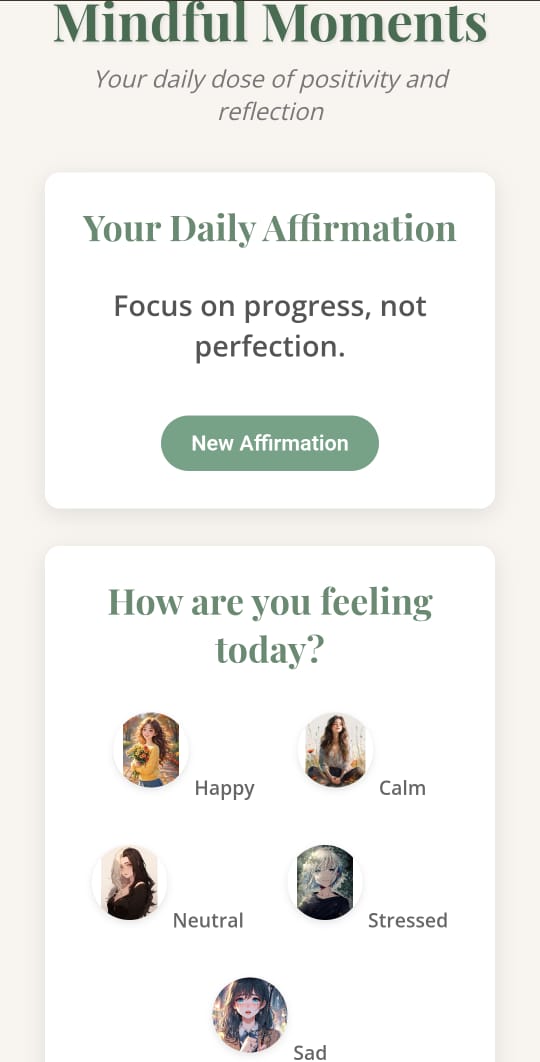 Mindful Moments
Your daily dose of positivity and
reflection
Your Daily Affirmation
Focus on progress, not
perfection.
New Affirmation
How are you feeling
today?
Happy
Calm
Neutral
Stressed
Sad